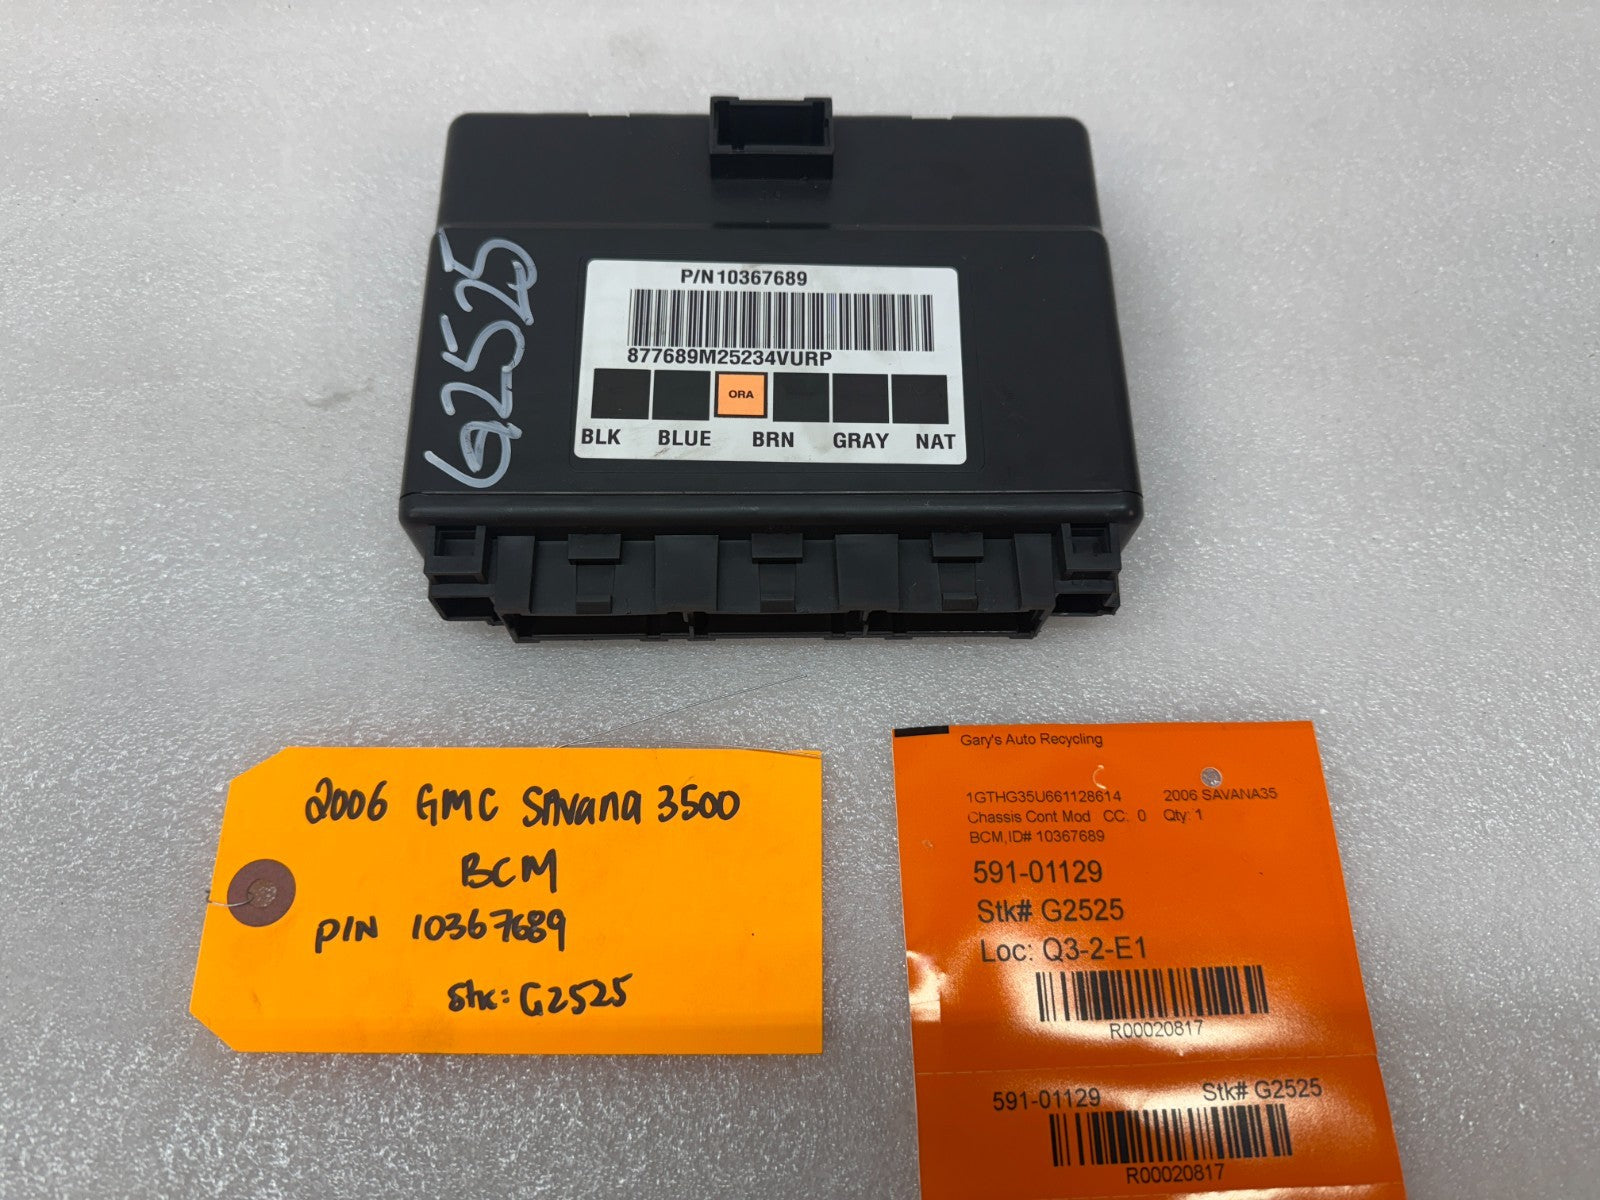 G2525
P/N 10367689
877689M25234VURP
ORA
BLK BLUE BRN GRAY NAT
2006 GMC SAVana 3500
BCM
P/N 10367689
Stk: G2525
Gary's Auto Recycling
1GTHG35U661128614 2006 SAVANA35
Chassis Cont Mod CC: 0 Qty: 1
BCM,ID# 10367689
591-01129
Stk# G2525
Loc: Q3-2-E1
R00020817
591-01129 Stk# G2525
R00020817